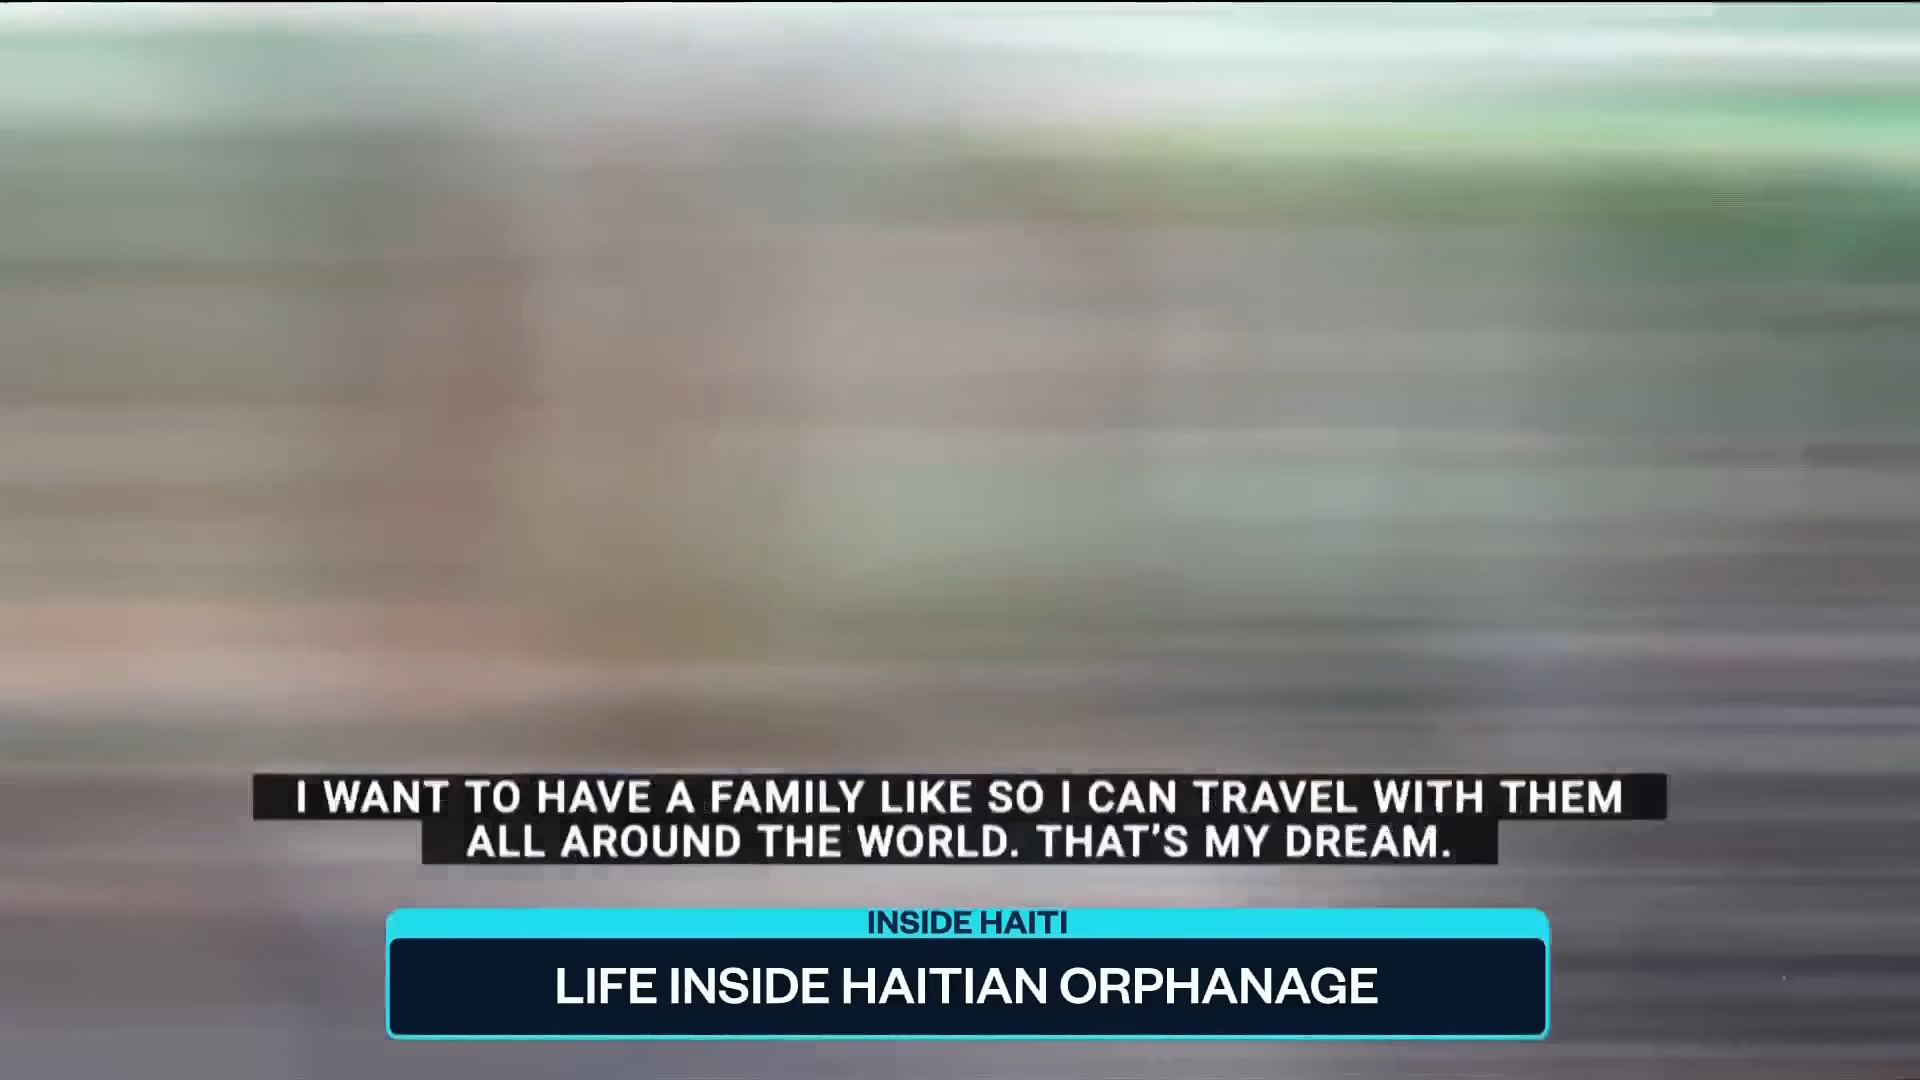 I WANT TO HAVE A FAMILY LIKE SO I CAN TRAVEL WITH THEM
ALL AROUND THE WORLD. THAT’S MY DREAM.
INSIDE HAITI
LIFE INSIDE HAITIAN ORPHANAGE